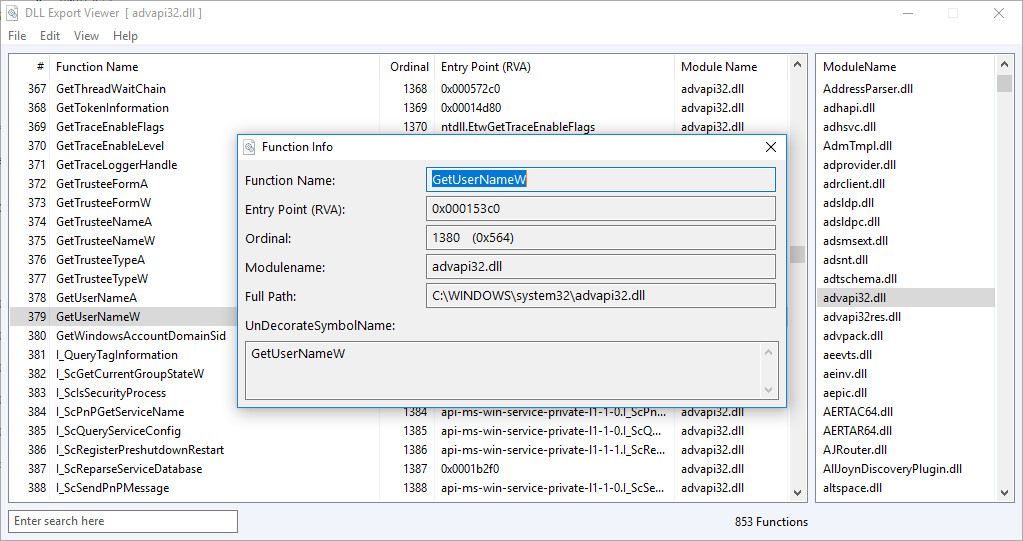 DLL Export Viewer [ advapi32.dll ]
File Edit View Help
# Function Name Ordinal Entry Point (RVA) Module Name ModuleName
367 GetThreadWaitChain 1368 0x000572c0 advapi32.dll AddressParser.dll
368 GetTokenInformation 1369 0x00014d80 advapi32.dll adhapi.dll
369 GetTraceEnableFlags 1370 ntdll.EtwGetTraceEnableFlags advapi32.dll adhsvc.dll
370 GetTraceEnableLevel AdmTmpl.dll
371 GetTraceLoggerHandle adprovider.dll
372 GetTrusteeFormA adrclient.dll
373 GetTrusteeFormW adsldp.dll
374 GetTrusteeNameA adsldpc.dll
375 GetTrusteeNameW adsmsext.dll
376 GetTrusteeTypeA adsnt.dll
377 GetTrusteeTypeW adtschema.dll
378 GetUserNameA advapi32.dll
379 GetUserNameW advapi32res.dll
380 GetWindowsAccountDomainSid advpack.dll
381 I_QueryTagInformation aeevts.dll
382 I_ScGetCurrentGroupStateW aeinv.dll
383 I_ScIsSecurityProcess aepic.dll
384 I_ScPnPGetServiceName 1384 api-ms-win-service-private-l1-1-0.I_ScPn... advapi32.dll AERTAC64.dll
385 I_ScQueryServiceConfig 1385 api-ms-win-service-private-l1-1-0.I_ScQ... advapi32.dll AERTAR64.dll
386 I_ScRegisterPreshutdownRestart 1386 api-ms-win-service-private-l1-1-1.I_ScRe... advapi32.dll AJRouter.dll
387 I_ScReparseServiceDatabase 1387 0x0001b2f0 advapi32.dll AllJoynDiscoveryPlugin.dll
388 I_ScSendPnPMessage 1388 api-ms-win-service-private-l1-1-0.I_ScSe... advapi32.dll altspace.dll
Function Info
Function Name: GetUserNameW
Entry Point (RVA): 0x000153c0
Ordinal: 1380 (0x564)
Modulename: advapi32.dll
Full Path: C:\WINDOWS\system32\advapi32.dll
UnDecorateSymbolName:
GetUserNameW
Enter search here
853 Functions